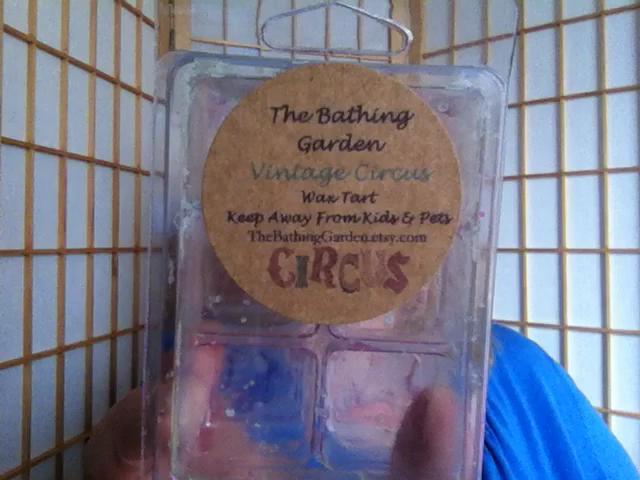 The Bathing
Garden
Vintage Circus
Wax Tart
Keep Away From Kids & Pets
TheBathingGarden.etsy.com
CIRCUS